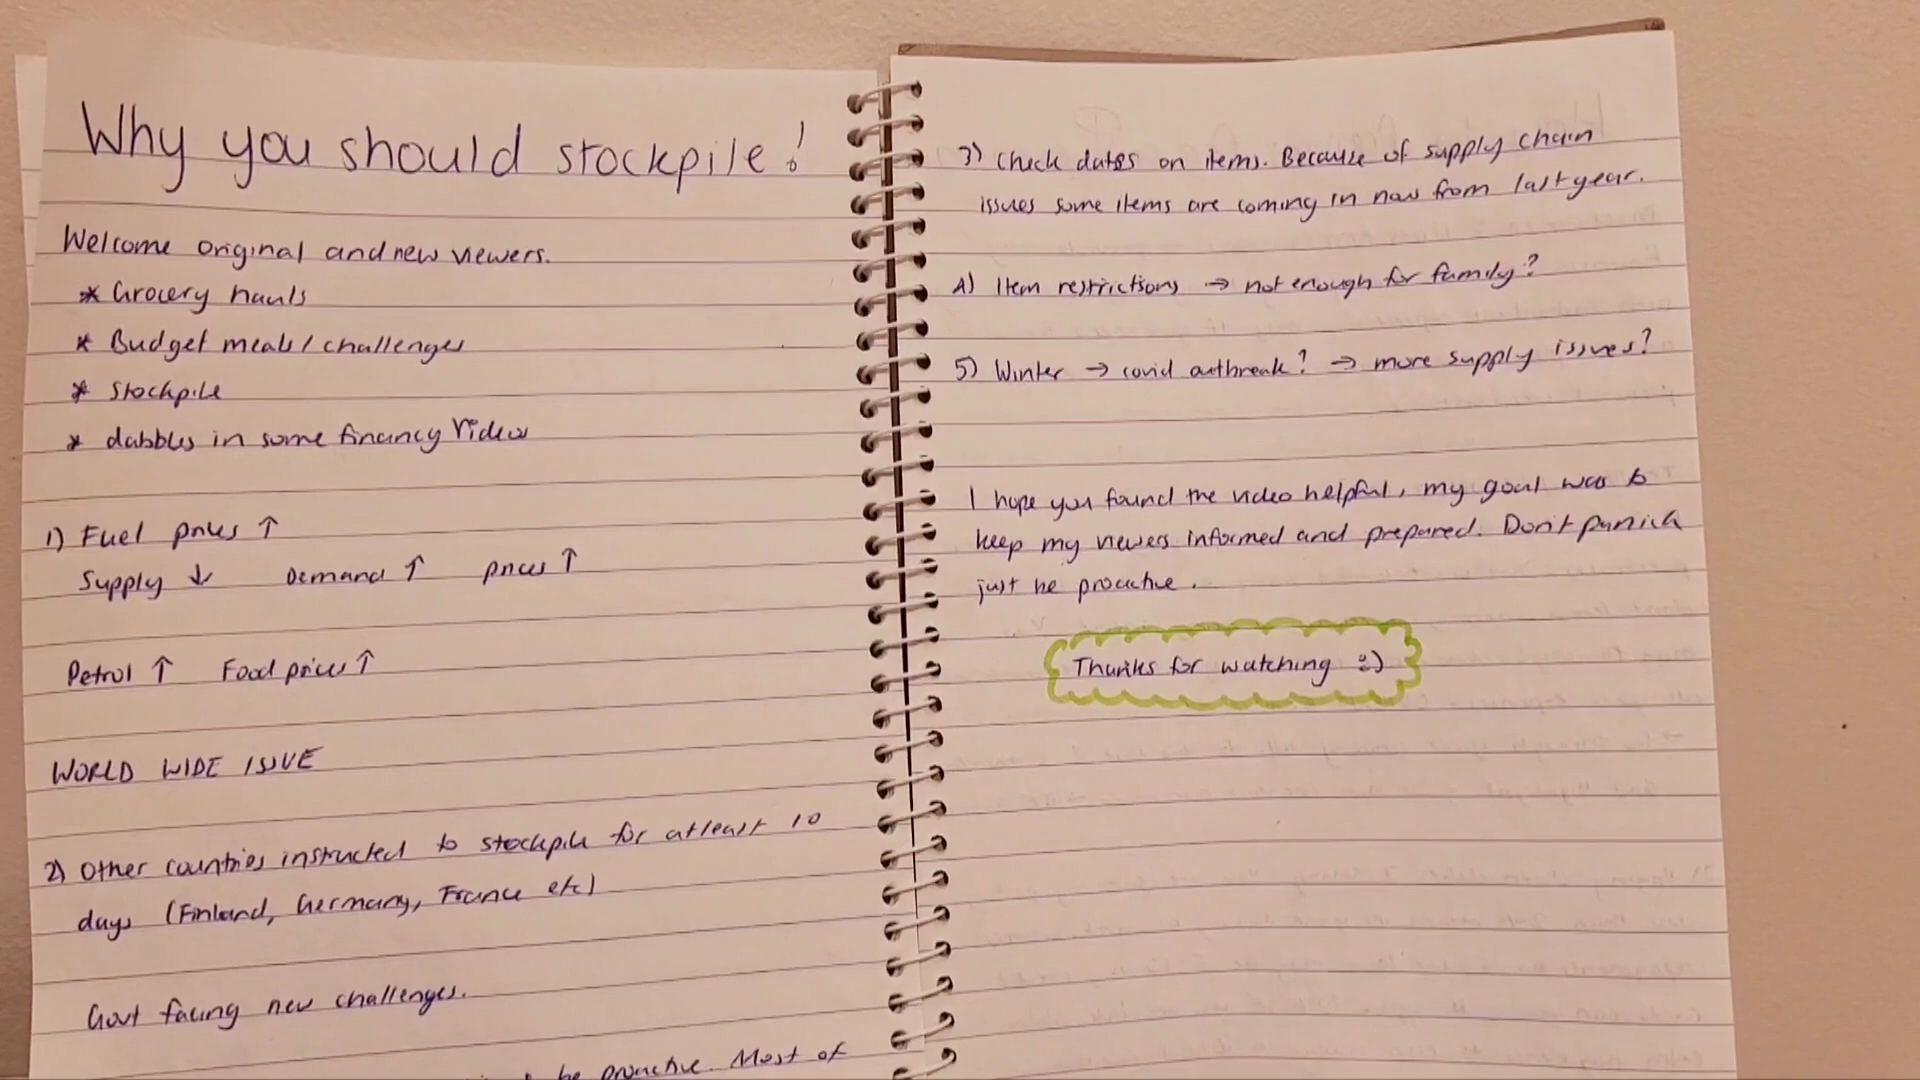 Why you should stockpile!
Welcome original and new viewers.
* Grocery hauls
* Budget meals / challenges
* Stockpile
* dabbles in some financy videos
1) Fuel prices ↑
Supply ↓ Demand ↑ prices ↑
Petrol ↑ Food prices ↑
WORLD WIDE ISSUE
2) Other countries instructed to stockpile for atleast 10
days (Finland, Germany, France etc)
Govt facing new challenges.
be proactive. Most of
3) Check dates on items. Because of supply chain
issues some items are coming in now from last year.
4) Item restrictions → not enough for family?
5) Winter → covid outbreak? → more supply issues?
I hope you found the video helpful, my goal was to
keep my viewers informed and prepared. Don't panick
just be proactive.
Thanks for watching :)